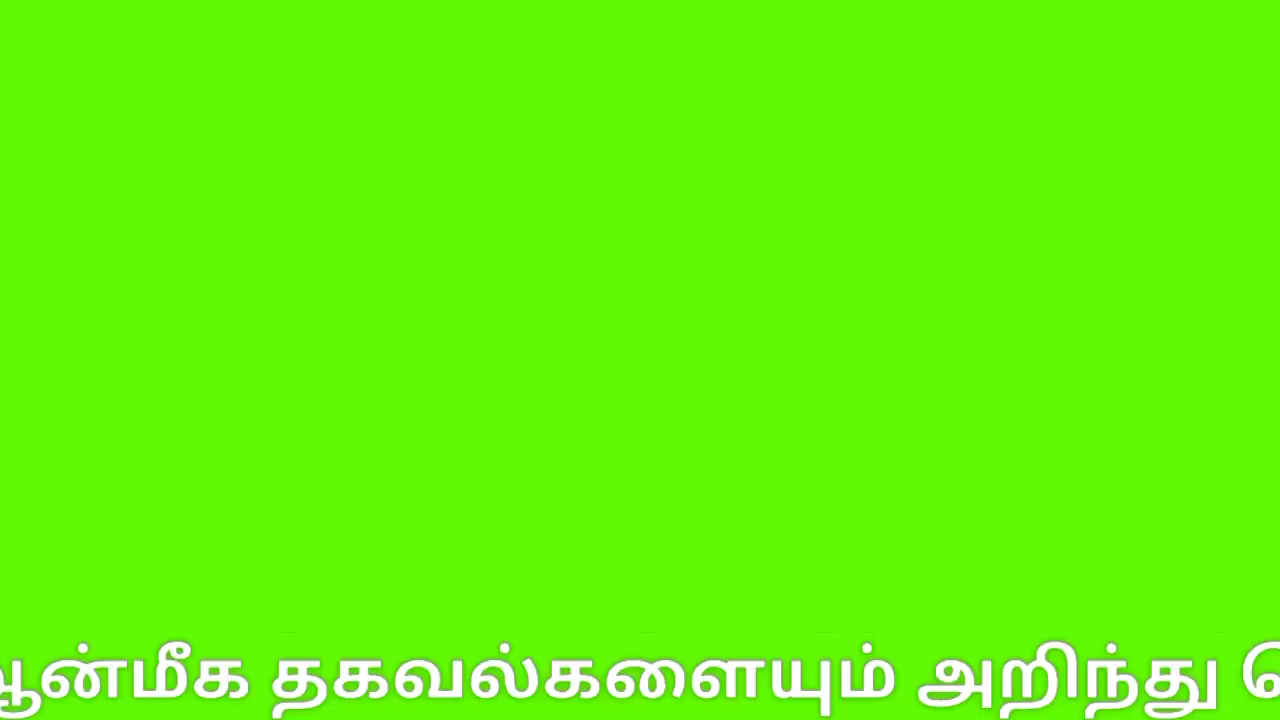 ஆன்மீக தகவல்களையும் அறிந்து